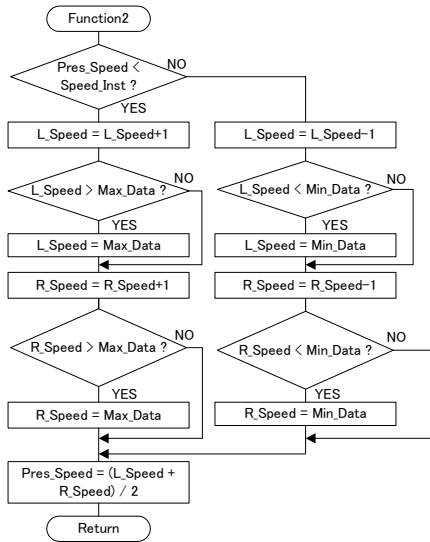 Function2
Pres_Speed <
Speed_Inst ?
NO
YES
L_Speed = L_Speed+1
L_Speed > Max_Data ?
NO
YES
L_Speed = Max_Data
R_Speed = R_Speed+1
R_Speed > Max_Data ?
NO
YES
R_Speed = Max_Data
L_Speed = L_Speed-1
L_Speed < Min_Data ?
NO
YES
L_Speed = Min_Data
R_Speed = R_Speed-1
R_Speed < Min_Data ?
NO
YES
R_Speed = Min_Data
Pres_Speed = (L_Speed +
R_Speed) / 2
Return